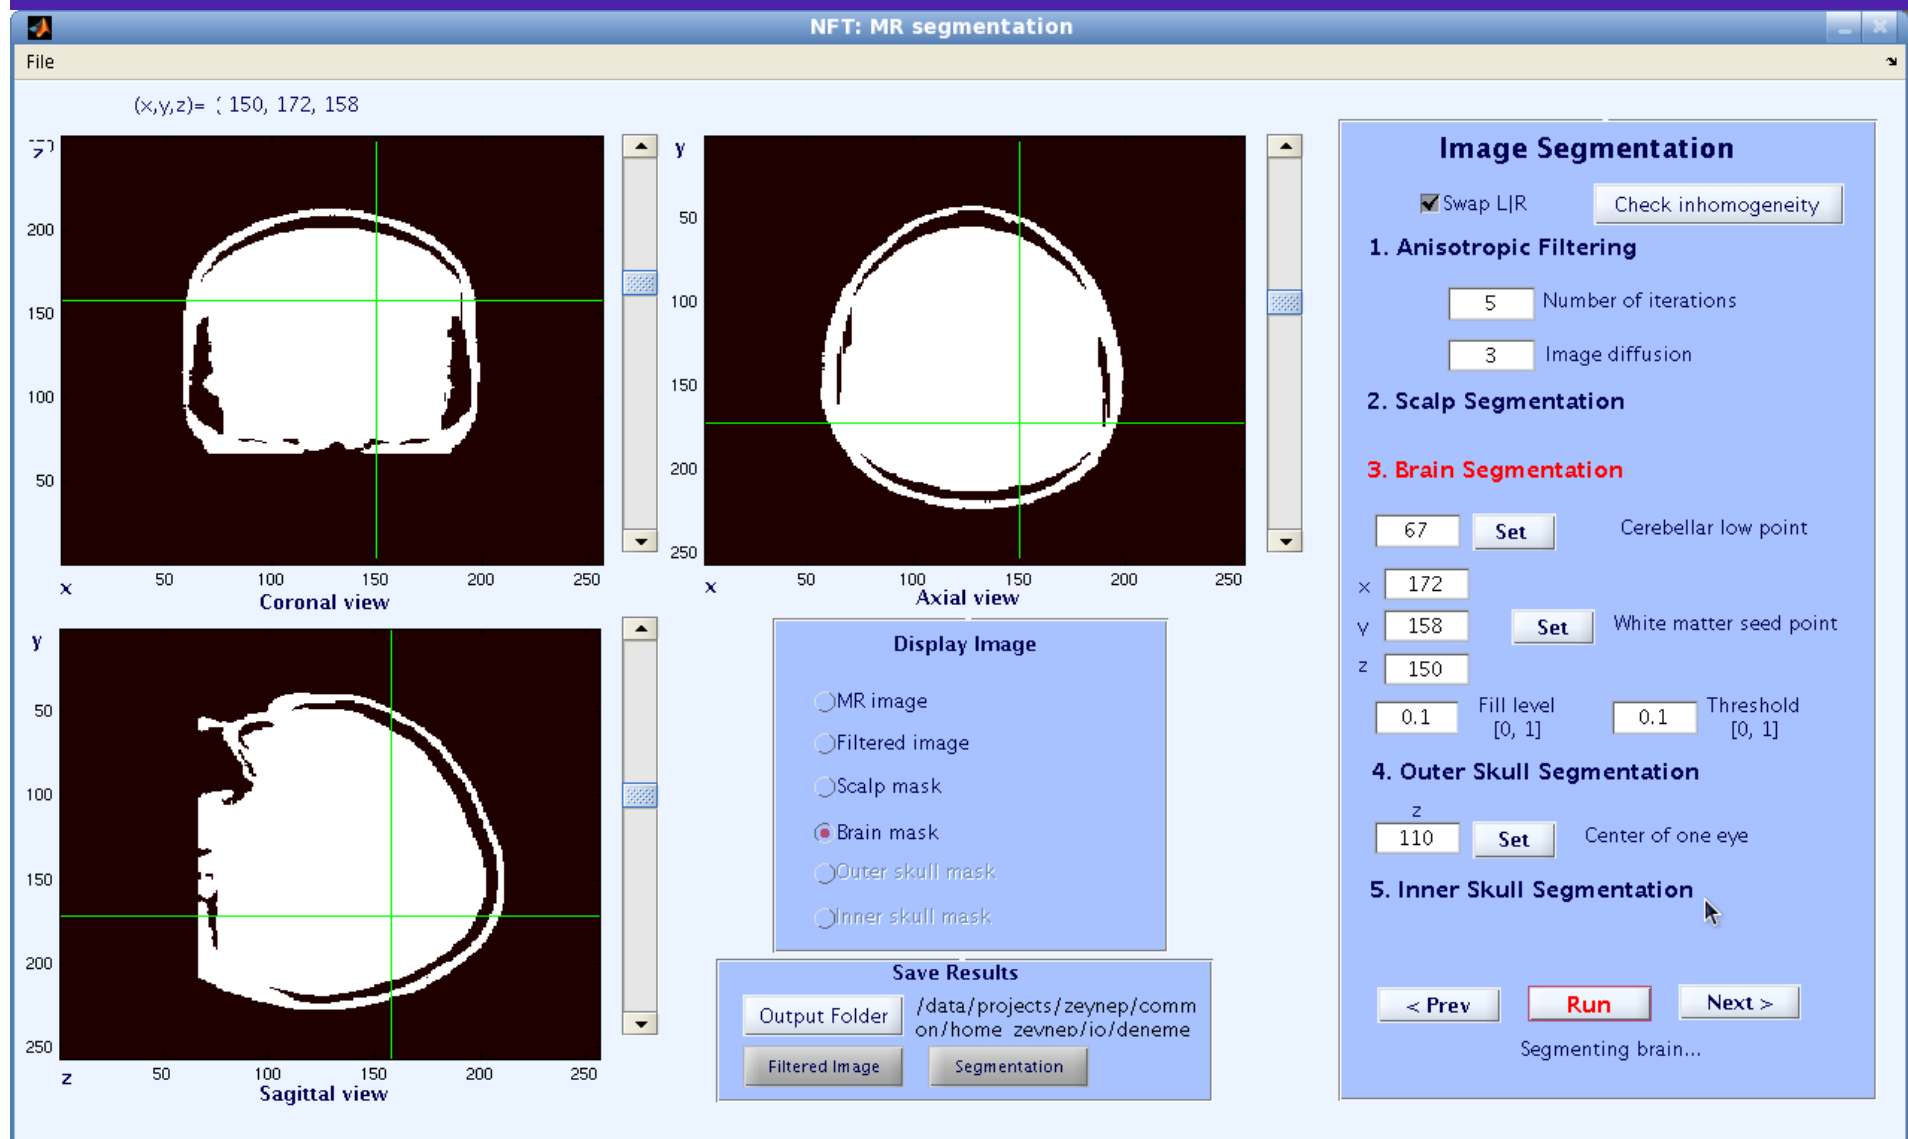 NFT: MR segmentation
File
(x,y,z)= ( 150, 172, 158
z
200
150
100
50
x
50 100 150 200 250
Coronal view
y
50
100
150
200
250
x
50 100 150 200 250
Axial view
y
50
100
150
200
250
z
50 100 150 200 250
Sagittal view
Display Image
MR image
Filtered image
Scalp mask
Brain mask
Outer skull mask
Inner skull mask
Save Results
Output Folder
/data/projects/zeynep/comm
on/home_zeynep/io/deneme
Filtered Image Segmentation
Image Segmentation
Swap L|R Check inhomogeneity
1. Anisotropic Filtering
5 Number of iterations
3 Image diffusion
2. Scalp Segmentation
3. Brain Segmentation
67 Set Cerebellar low point
x 172
y 158 Set White matter seed point
z 150
0.1 Fill level [0, 1] 0.1 Threshold [0, 1]
4. Outer Skull Segmentation
z
110 Set Center of one eye
5. Inner Skull Segmentation
< Prev Run Next >
Segmenting brain...